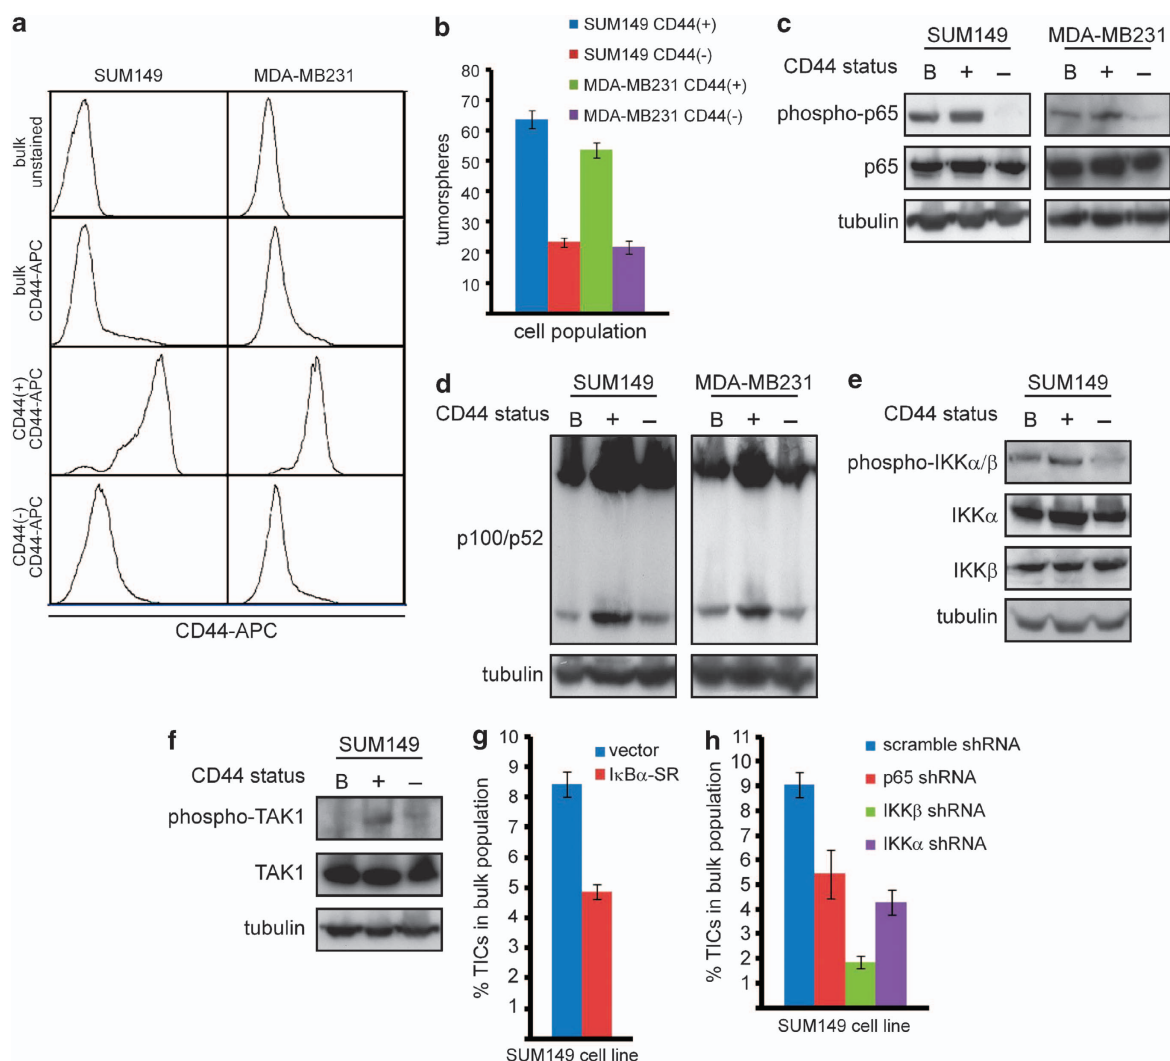 a
SUM149 MDA-MB231
bulk
unstained
bulk
CD44-APC
CD44(+)
CD44-APC
CD44(-)
CD44-APC
CD44-APC
b
SUM149 CD44(+)
SUM149 CD44(-)
MDA-MB231 CD44(+)
MDA-MB231 CD44(-)
tumorspheres
80
70
60
50
40
30
20
10
cell population
c
SUM149 MDA-MB231
CD44 status B + − B + −
phospho-p65
p65
tubulin
d
SUM149 MDA-MB231
CD44 status B + − B + −
p100/p52
tubulin
e
SUM149
CD44 status B + −
phospho-IKKα/β
IKKα
IKKβ
tubulin
f
SUM149
CD44 status B + −
phospho-TAK1
TAK1
tubulin
g
vector
IκBα-SR
% TICs in bulk population
10
9
8
7
6
5
4
3
2
1
SUM149 cell line
h
scramble shRNA
p65 shRNA
IKKβ shRNA
IKKα shRNA
% TICs in bulk population
11
10
9
8
7
6
5
4
3
2
1
SUM149 cell line